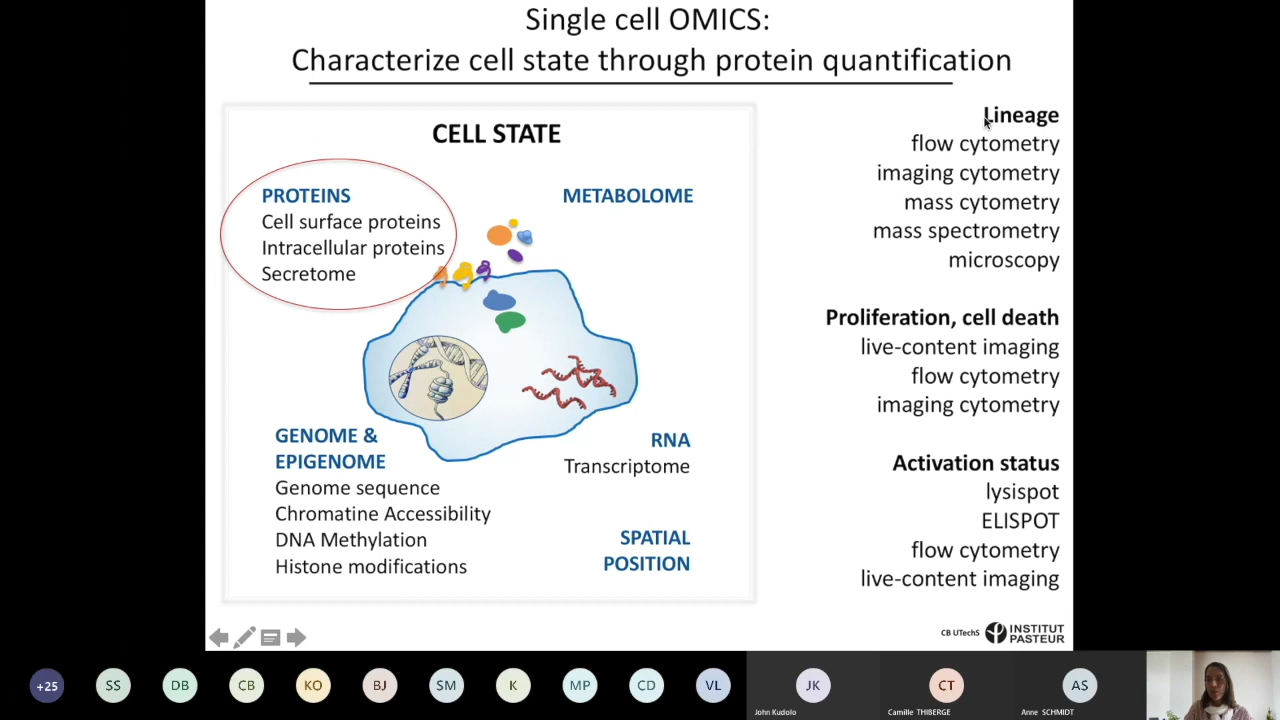 Single cell OMICS:
Characterize cell state through protein quantification
CELL STATE
PROTEINS
Cell surface proteins
Intracellular proteins
Secretome
METABOLOME
GENOME &
EPIGENOME
Genome sequence
Chromatine Accessibility
DNA Methylation
Histone modifications
RNA
Transcriptome
SPATIAL
POSITION
Lineage
flow cytometry
imaging cytometry
mass cytometry
mass spectrometry
microscopy
Proliferation, cell death
live-content imaging
flow cytometry
imaging cytometry
Activation status
lysispot
ELISPOT
flow cytometry
live-content imaging
CB UTechS
INSTITUT
PASTEUR
+25
SS
DB
CB
KO
BJ
SM
K
MP
CD
VL
JK
John Kudolo
CT
Camille THIBERGE
AS
Anne SCHMIDT